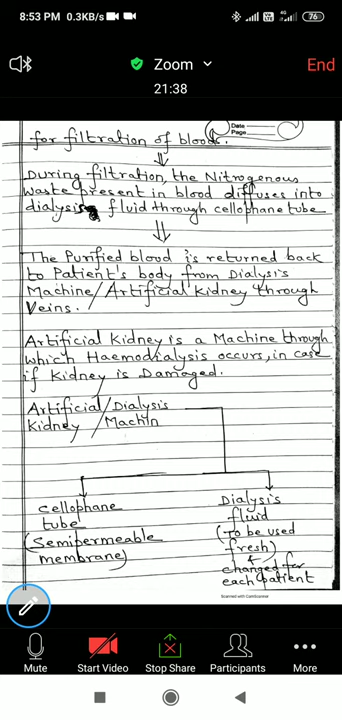 8:53 PM | 0.3KB/s
76
Zoom
End
21:38
Date
Page
for filtration of blood.
During filtration, the Nitrogenous
waste present in blood diffuses into
dialysis fluid through cellophane tube
The Purified blood is returned back
to Patient's body from Dialysis
Machine/Artificial Kidney through
Veins.
Artificial Kidney is a Machine through
which Haemodialysis occurs, in case
if Kidney is Damaged.
Artificial/Dialysis
Kidney / Machin
cellophane
tube
(Semipermeable
membrane)
Dialysis
fluid
(To be used
fresh)
changed for
each patient
Scanned with CamScanner
Mute
Start Video
Stop Share
Participants
More